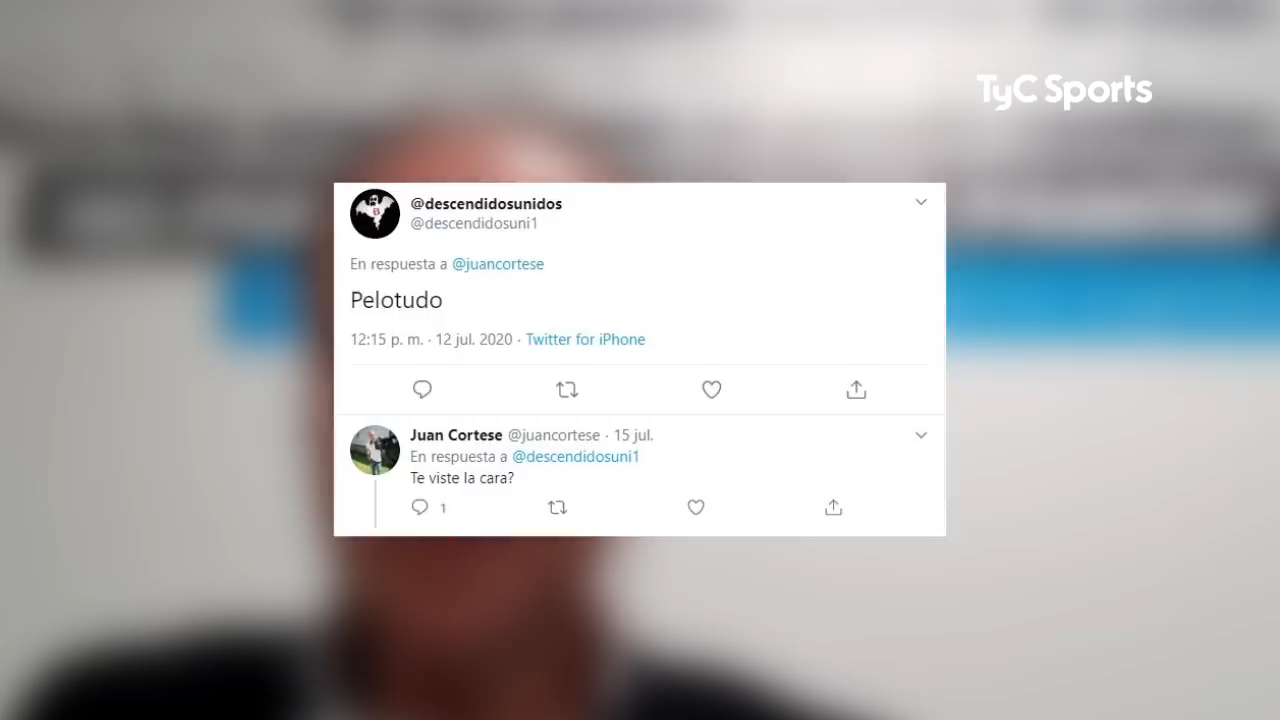 TyC Sports
@descendidosunidos
@descendidosuni1
En respuesta a @juancortese
Pelotudo
12:15 p. m. · 12 jul. 2020 · Twitter for iPhone
Juan Cortese @juancortese · 15 jul.
En respuesta a @descendidosuni1
Te viste la cara?
1